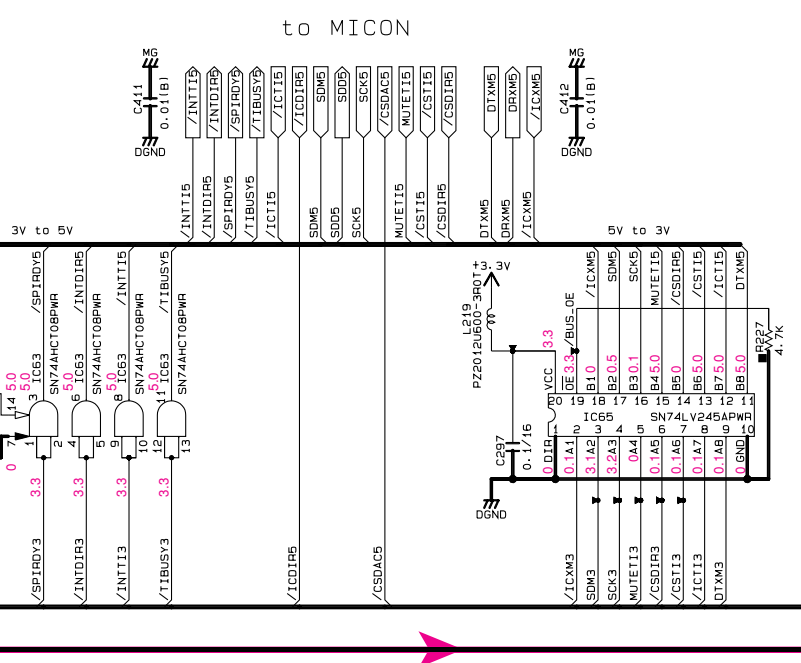 to MICON
MG
C411
0.01(B)
DGND
/INTTI5
/INTDIR5
/SPIRDY5
/TIBUSY5
/ICTI5
/ICDIR5
SDM5
SDD5
SCK5
/CSDAC5
MUTETI5
/CSTI5
/CSDIR5
DTXM5
DRXM5
/ICXM5
MG
C412
0.01(B)
DGND
/INTTI5
/INTDIR5
/SPIRDY5
/TIBUSY5
/ICTI5
SDM5
SDD5
SCK5
MUTETI5
/CSTI5
/CSDIR5
DTXM5
DRXM5
/ICXM5
3V to 5V
5V to 3V
/SPIRDY5
/INTDIR5
/INTTI5
/TIBUSY5
IC63
SN74AHCT08PWR
IC63
SN74AHCT08PWR
IC63
SN74AHCT08PWR
IC63
SN74AHCT08PWR
5.0
5.0
5.0
5.0
5.0
14
3
6
8
11
7
1
2
4
5
9
10
12
13
0
3.3
3.3
3.3
3.3
/SPIRDY3
/INTDIR3
/INTTI3
/TIBUSY3
/ICDIR5
/CSDAC5
+3.3V
L219
PZ2012U600-3R0T
C297
0.1/16
DGND
/ICXM5
SDM5
SCK5
MUTETI5
/CSDIR5
/CSTI5
/ICTI5
DTXM5
/BUS_OE
R227
4.7K
3.3
3.3
0
0.5
0.1
5.0
0
5.0
5.0
5.0
VCC
OE
B1
B2
B3
B4
B5
B6
B7
B8
20 19 18 17 16 15 14 13 12 11
IC65
SN74LV245APWR
1 2 3 4 5 6 7 8 9 10
DIR
A1
A2
A3
A4
A5
A6
A7
A8
GND
0
0.1
3.1
3.2
0
0.1
0.1
0.1
0.1
0
/ICXM3
SDM3
SCK3
MUTETI3
/CSDIR3
/CSTI3
/ICTI3
DTXM3